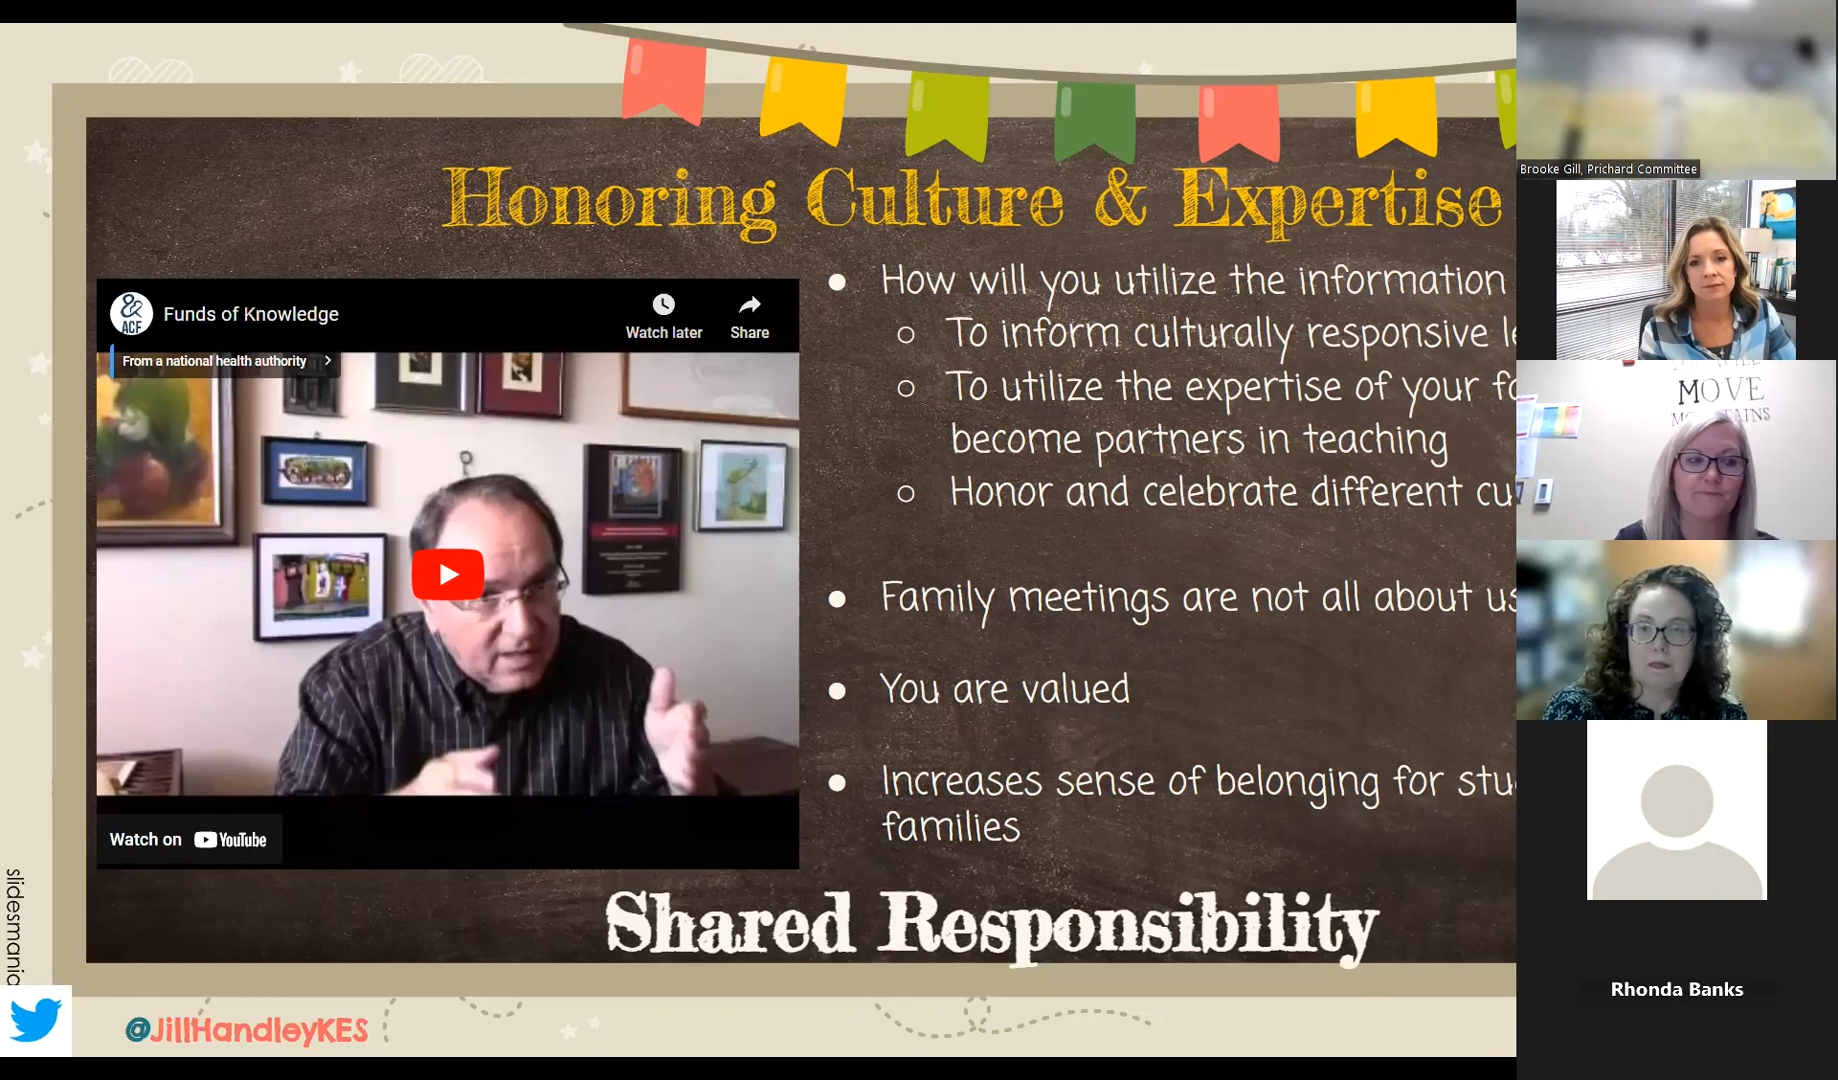 Honoring Culture & Expertise
Funds of Knowledge
Watch later
Share
ACF
From a national health authority
Watch on YouTube
How will you utilize the information
To inform culturally responsive
To utilize the expertise of your
become partners in teaching
Honor and celebrate different
Family meetings are not all about
You are valued
Increases sense of belonging for
families
Shared Responsibility
slidesmania
@JillHandleyKES
Brooke Gill, Prichard Committee
MOVE
Rhonda Banks